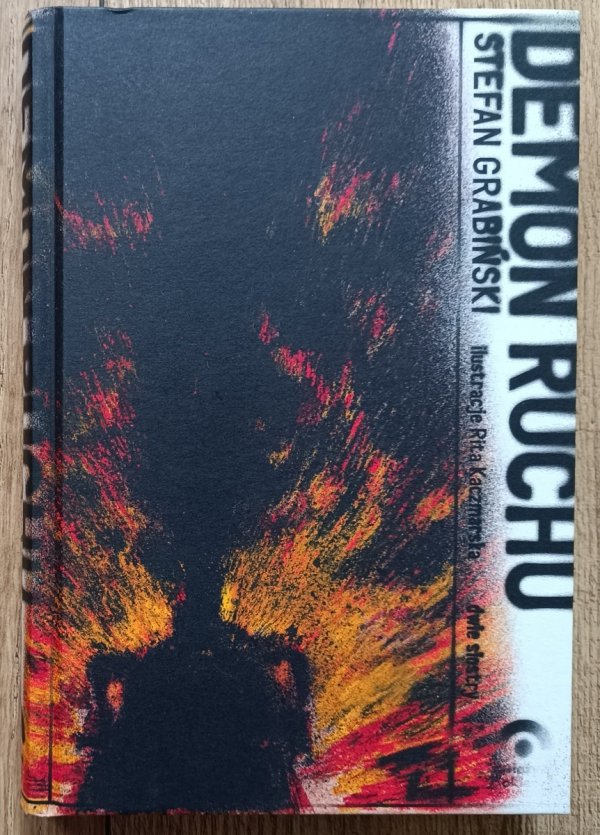 DEMON RUCHU
STEFAN GRABIŃSKI
ilustracje Rita Kaczmarska
dwie siostry